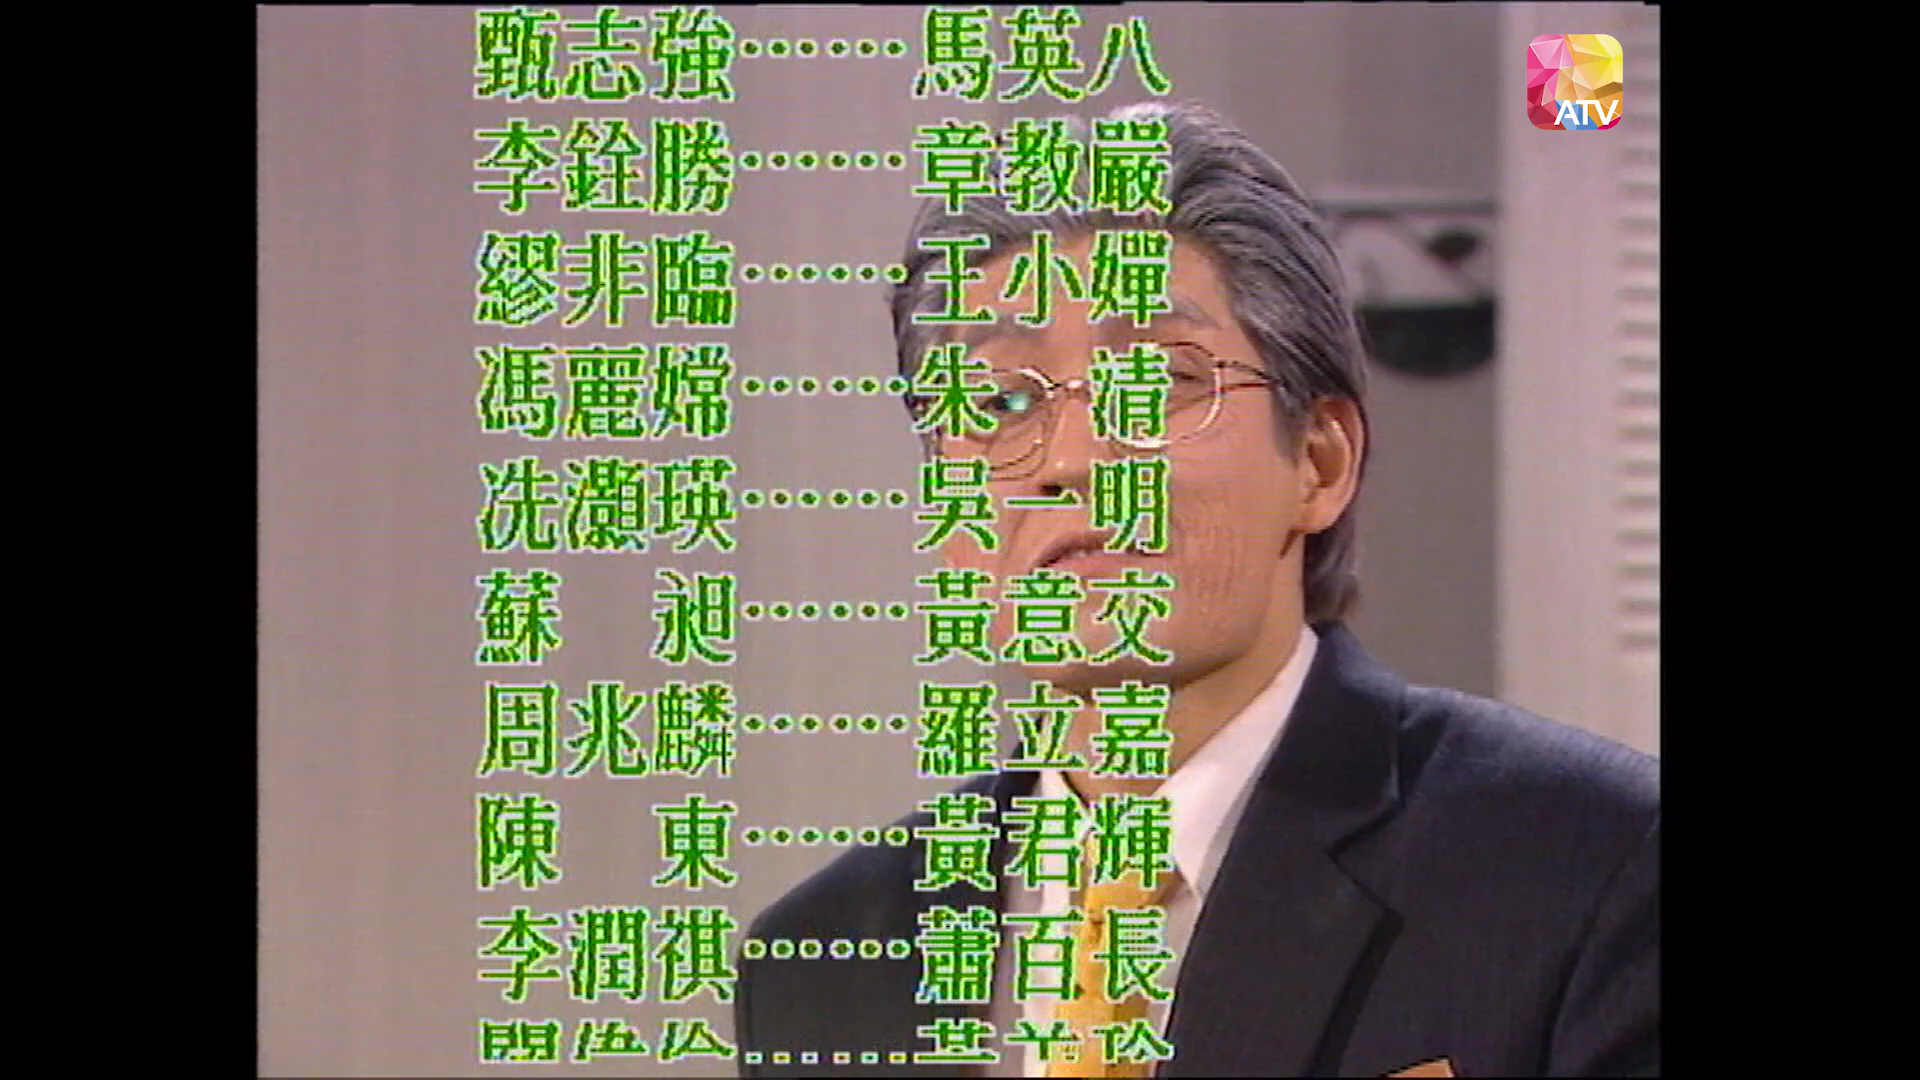 甄志強……馬英八
ATV
李銓勝……章教嚴
繆非臨……王小嬋
馮麗嫦……朱 清
冼灝瑛……吳一明
蘇 昶……黃意交
周兆麟……羅立嘉
陳 東……黃君輝
李潤祺……蕭百長